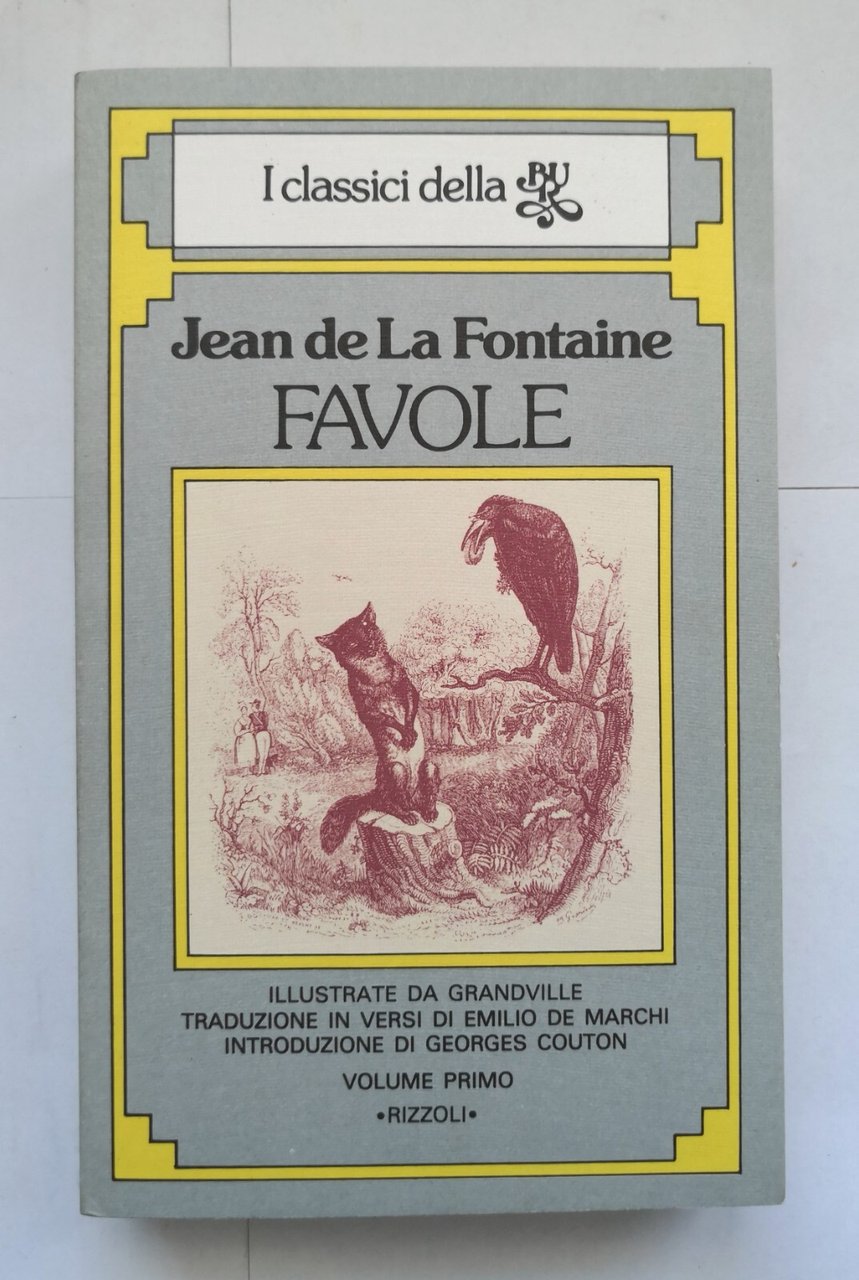 I classici della BUR
Jean de La Fontaine
FAVOLE
ILLUSTRATE DA GRANDVILLE
TRADUZIONE IN VERSI DI EMILIO DE MARCHI
INTRODUZIONE DI GEORGES COUTON
VOLUME PRIMO
•RIZZOLI•